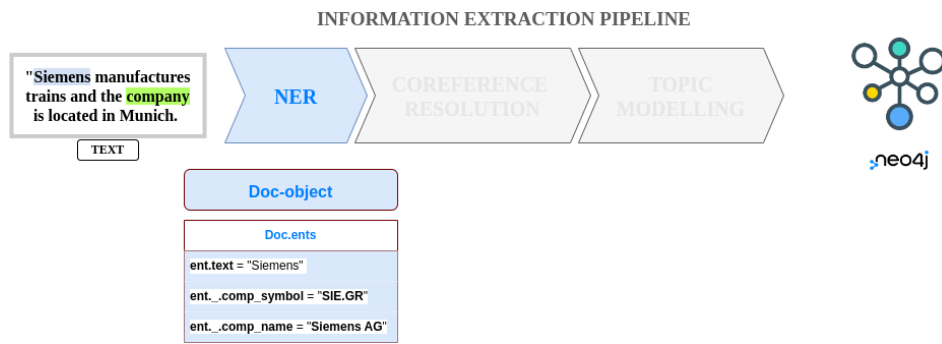 INFORMATION EXTRACTION PIPELINE
"Siemens manufactures
trains and the company
is located in Munich.
TEXT
NER
COREFERENCE
RESOLUTION
TOPIC
MODELLING
neo4j
Doc-object
Doc.ents
ent.text = "Siemens"
ent._.comp_symbol = "SIE.GR"
ent._.comp_name = "Siemens AG"